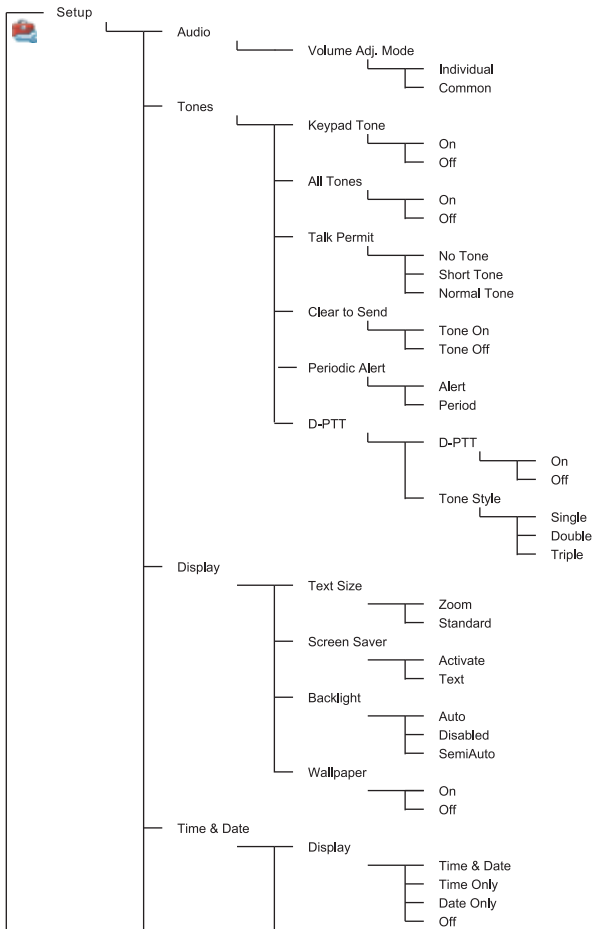 Setup
Audio
Volume Adj. Mode
Individual
Common
Tones
Keypad Tone
On
Off
All Tones
On
Off
Talk Permit
No Tone
Short Tone
Normal Tone
Clear to Send
Tone On
Tone Off
Periodic Alert
Alert
Period
D-PTT
D-PTT
On
Off
Tone Style
Single
Double
Triple
Display
Text Size
Zoom
Standard
Screen Saver
Activate
Text
Backlight
Auto
Disabled
SemiAuto
Wallpaper
On
Off
Time & Date
Display
Time & Date
Time Only
Date Only
Off